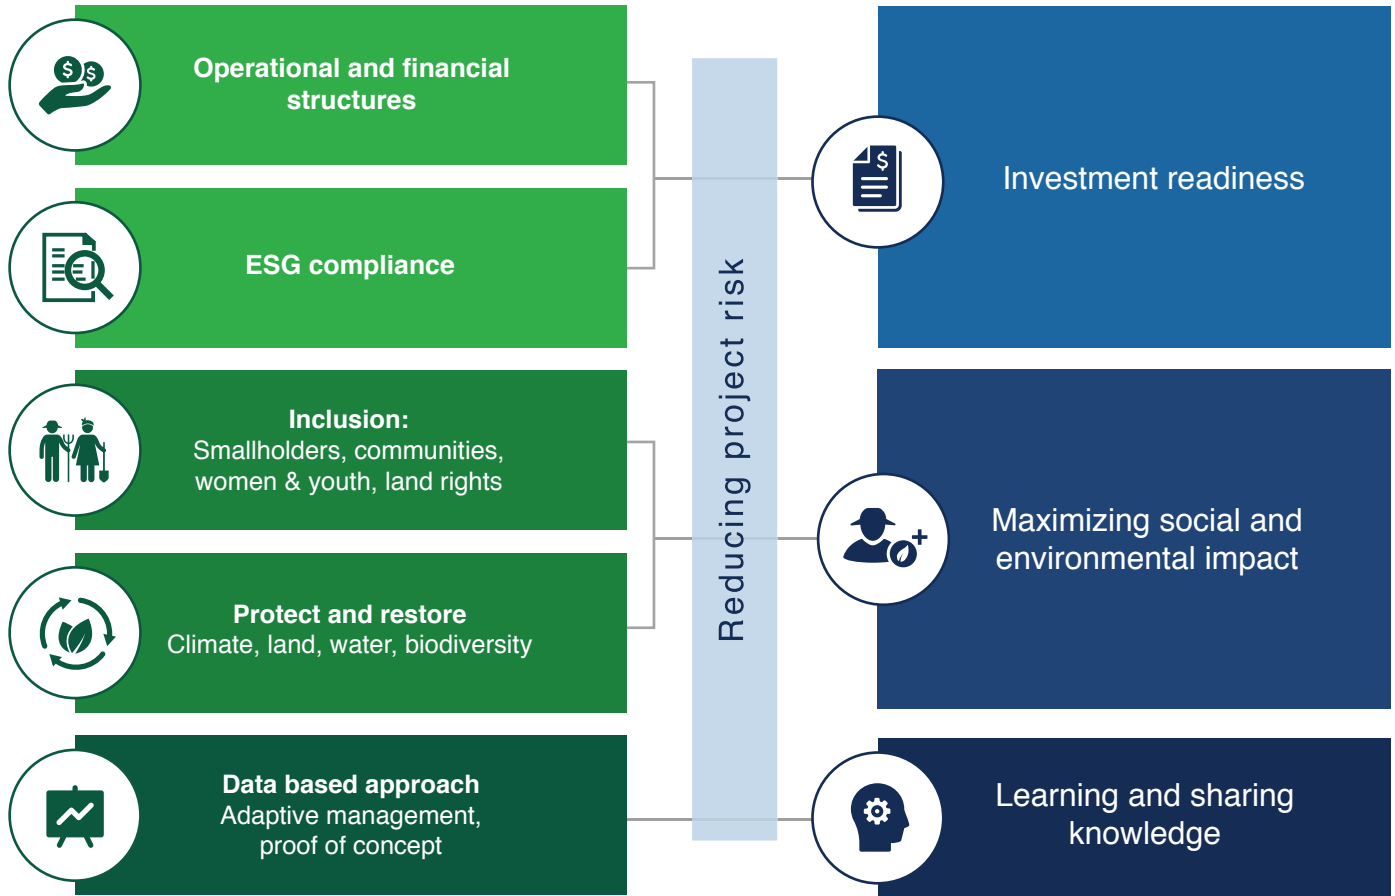 Operational and financial
structures
ESG compliance
Inclusion:
Smallholders, communities,
women & youth, land rights
Protect and restore
Climate, land, water, biodiversity
Data based approach
Adaptive management,
proof of concept
Reducing project risk
Investment readiness
Maximizing social and
environmental impact
Learning and sharing
knowledge